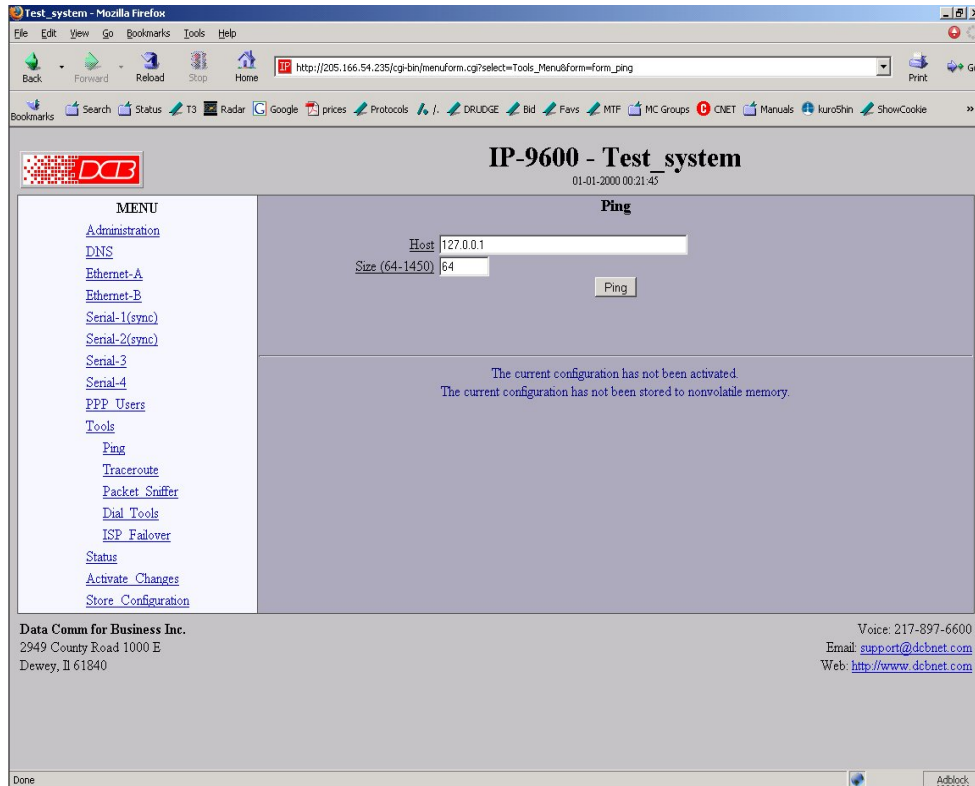 Test_system - Mozilla Firefox
File Edit View Go Bookmarks Tools Help
Back Forward Reload Stop Home
IP http://205.166.54.235/cgi-bin/menuform.cgi?select=Tools_Menu&form=form_ping
Print G
Bookmarks Search Status T3 Radar Google prices Protocols /. DRUDGE Bid Favs MTF MC Groups CNET Manuals kuro5hin ShowCookie »
DCB
IP-9600 - Test_system
01-01-2000 00:21:45
MENU
Administration
DNS
Ethernet-A
Ethernet-B
Serial-1(sync)
Serial-2(sync)
Serial-3
Serial-4
PPP Users
Tools
Ping
Traceroute
Packet Sniffer
Dial Tools
ISP Failover
Status
Activate Changes
Store Configuration
Ping
Host 127.0.0.1
Size (64-1450) 64
Ping
The current configuration has not been activated.
The current configuration has not been stored to nonvolatile memory.
Data Comm for Business Inc.
2949 County Road 1000 E
Dewey, Il 61840
Voice: 217-897-6600
Email: support@dcbnet.com
Web: http://www.dcbnet.com
Done
Adblock